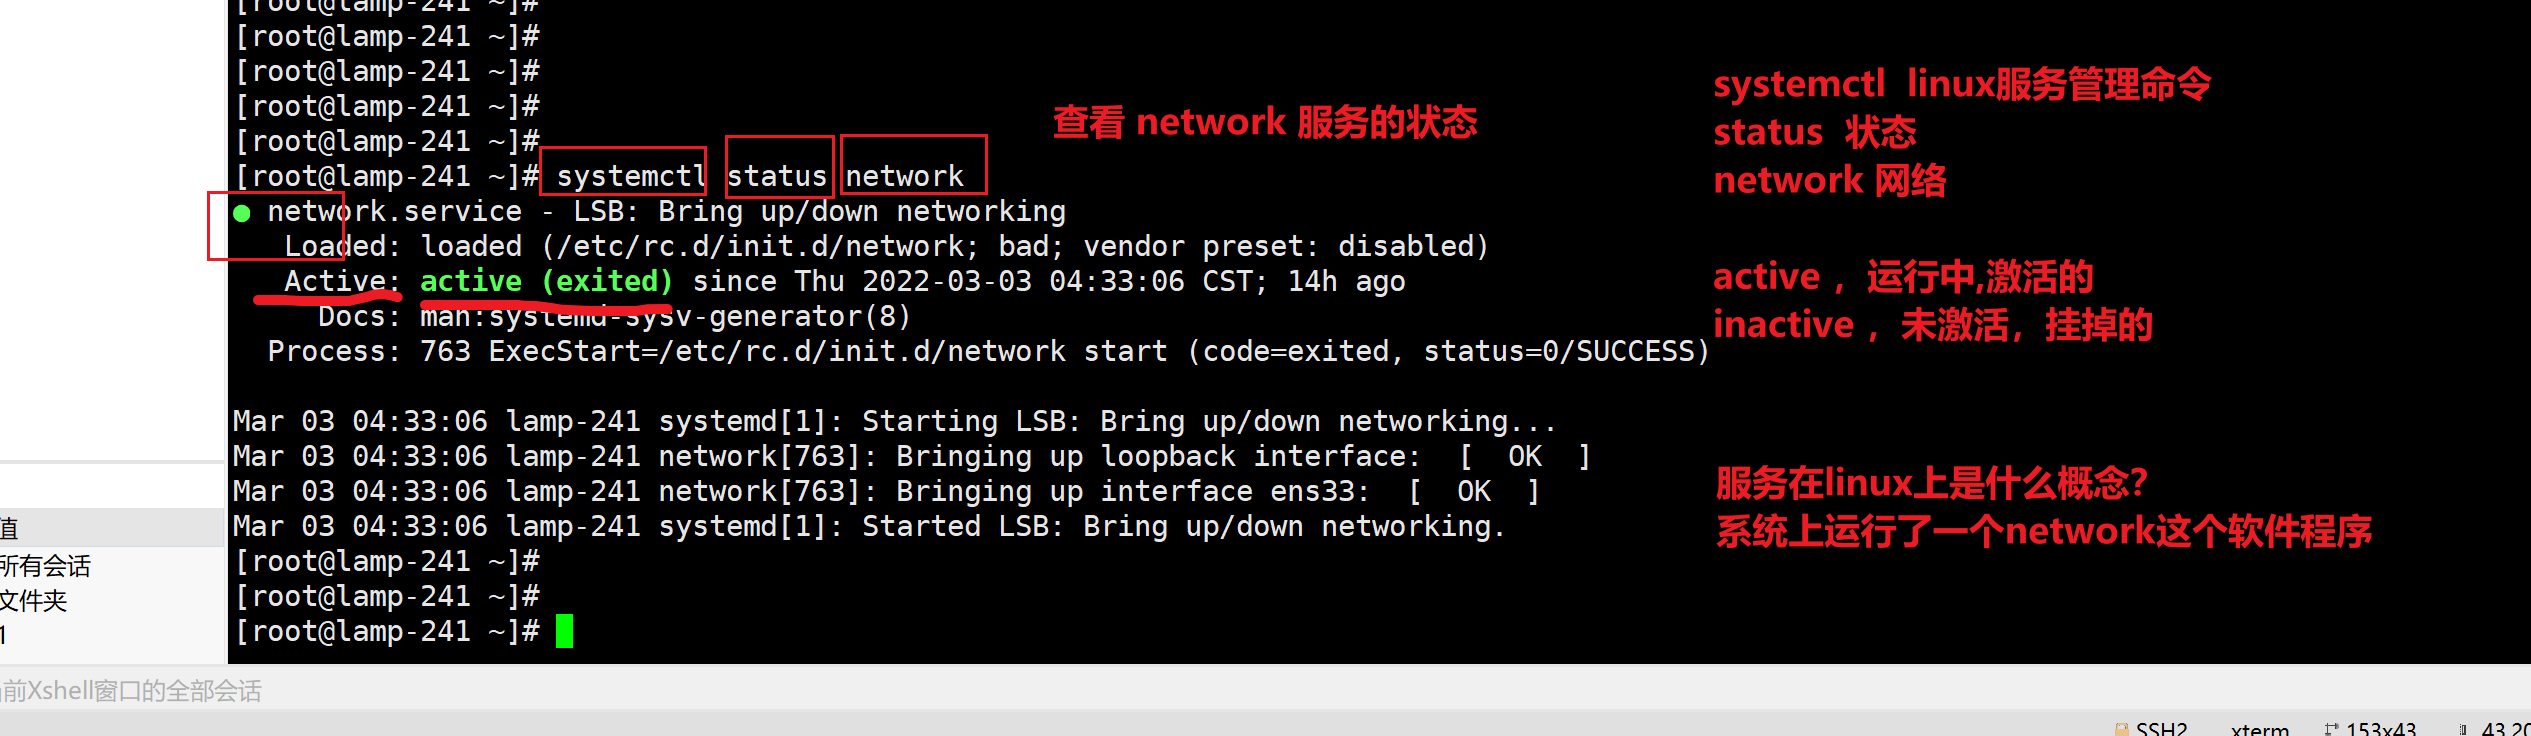 [root@lamp-241 ~]#
[root@lamp-241 ~]#
[root@lamp-241 ~]#
[root@lamp-241 ~]#
[root@lamp-241 ~]#
[root@lamp-241 ~]# systemctl status network
● network.service - LSB: Bring up/down networking
Loaded: loaded (/etc/rc.d/init.d/network; bad; vendor preset: disabled)
Active: active (exited) since Thu 2022-03-03 04:33:06 CST; 14h ago
Docs: man:systemd-sysv-generator(8)
Process: 763 ExecStart=/etc/rc.d/init.d/network start (code=exited, status=0/SUCCESS)
Mar 03 04:33:06 lamp-241 systemd[1]: Starting LSB: Bring up/down networking...
Mar 03 04:33:06 lamp-241 network[763]: Bringing up loopback interface:  [  OK  ]
Mar 03 04:33:06 lamp-241 network[763]: Bringing up interface ens33:  [  OK  ]
Mar 03 04:33:06 lamp-241 systemd[1]: Started LSB: Bring up/down networking.
[root@lamp-241 ~]#
[root@lamp-241 ~]#
[root@lamp-241 ~]#
查看 network 服务的状态
systemctl linux服务管理命令
status 状态
network 网络
active ，运行中,激活的
inactive ，未激活，挂掉的
服务在linux上是什么概念？
系统上运行了一个network这个软件程序
值
所有会话
文件夹
1
前Xshell窗口的全部会话
SSH2
xterm
153x43
43,20